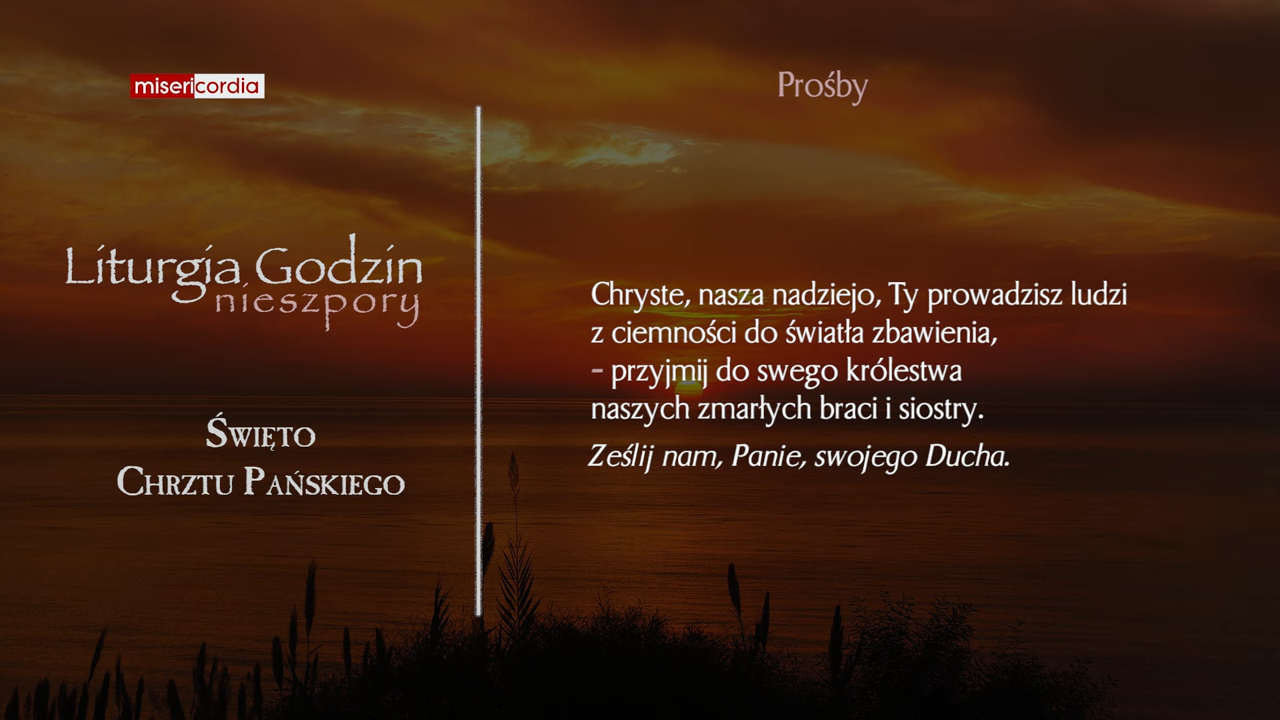 misericordia
Prośby
Liturgia Godzin
nieszpory
Święto
Chrztu Pańskiego
Chryste, nasza nadziejo, Ty prowadzisz ludzi
z ciemności do światła zbawienia,
- przyjmij do swego królestwa
naszych zmarłych braci i siostry.
Ześlij nam, Panie, swojego Ducha.